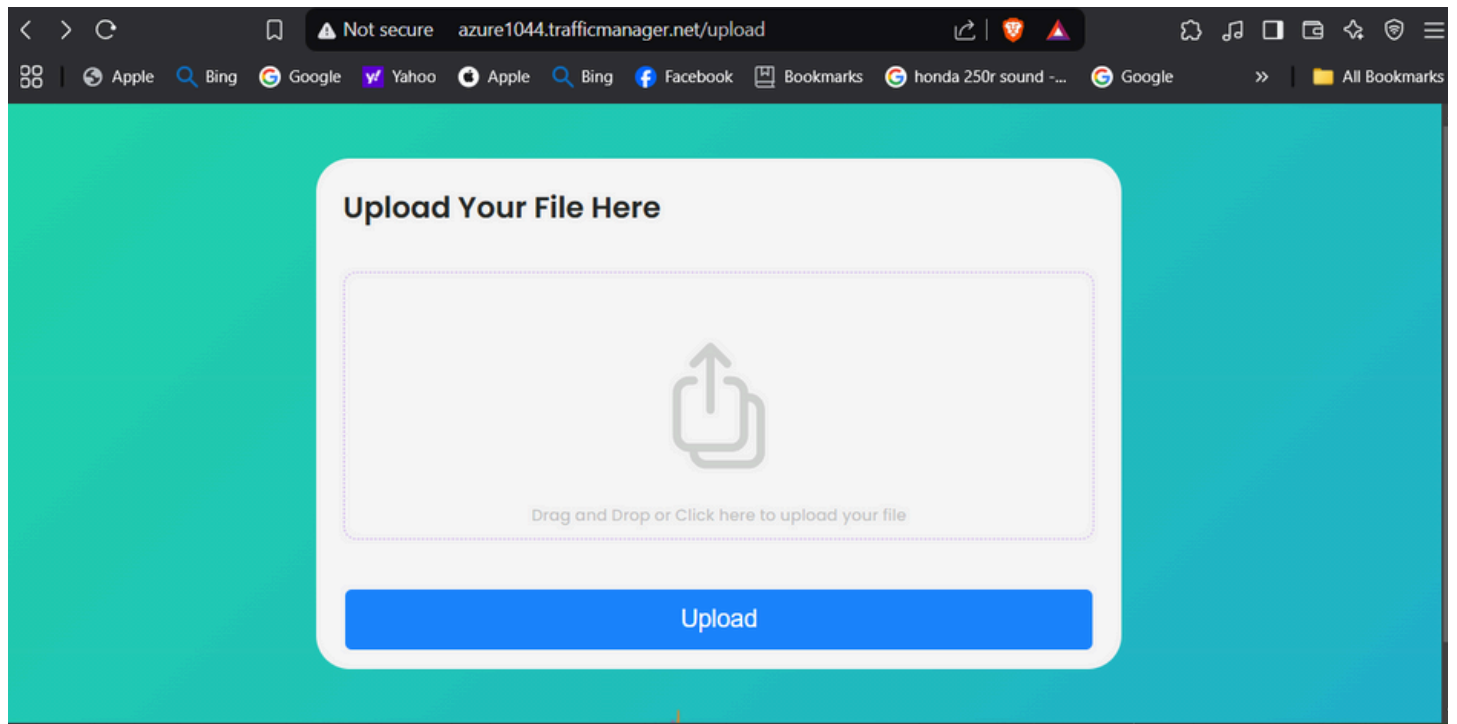 Not secure azure1044.trafficmanager.net/upload
Apple Bing Google Yahoo Apple Bing Facebook Bookmarks honda 250r sound -... Google » All Bookmarks
Upload Your File Here
Drag and Drop or Click here to upload your file
Upload